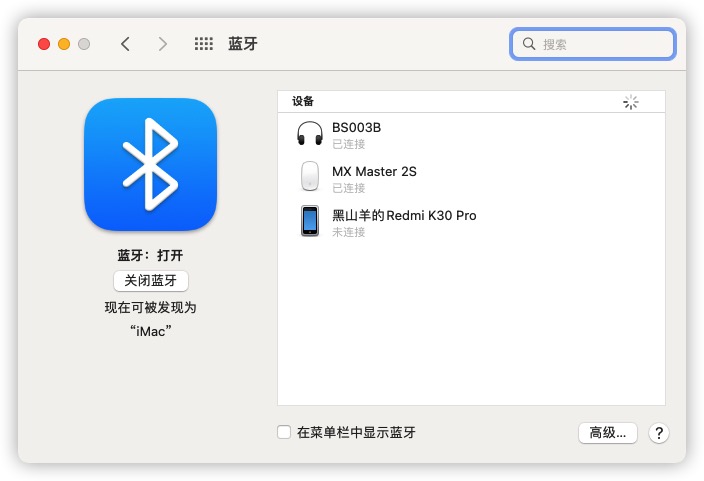 蓝牙
搜索
设备
BS003B
已连接
MX Master 2S
已连接
黑山羊的Redmi K30 Pro
未连接
蓝牙：打开
关闭蓝牙
现在可被发现为
“iMac”
在菜单栏中显示蓝牙
高级...
?